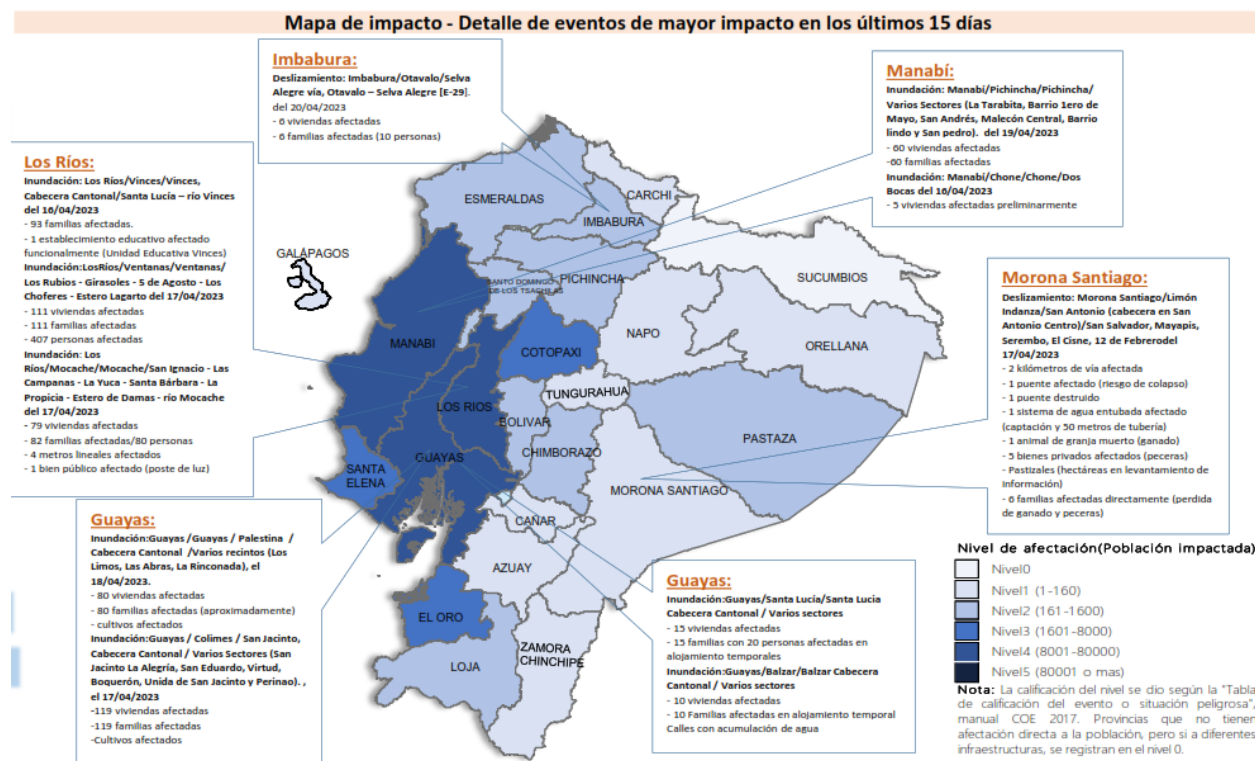 Mapa de impacto - Detalle de eventos de mayor impacto en los últimos 15 días
Imbabura:
Deslizamiento: Imbabura/Otavalo/Selva
Alegre vía, Otavalo – Selva Alegre [E-29].
del 20/04/2023
- 6 viviendas afectadas
- 6 familias afectadas (10 personas)
Manabí:
Inundación: Manabí/Pichincha/Pichincha/
Varios Sectores (La Tarabita, Barrio 1ero de
Mayo, San Andrés, Malecón Central, Barrio
lindo y San pedro). del 19/04/2023
- 60 viviendas afectadas
-60 familias afectadas
Inundación: Manabí/Chone/Chone/Dos
Bocas del 16/04/2023
- 5 viviendas afectadas preliminarmente
Los Ríos:
Inundación: Los Ríos/Vinces/Vinces,
Cabecera Cantonal/Santa Lucía – río Vinces
del 16/04/2023
- 93 familias afectadas.
- 1 establecimiento educativo afectado
funcionalmente (Unidad Educativa Vinces)
Inundación:LosRíos/Ventanas/Ventanas/
Los Rubios - Girasoles - 5 de Agosto - Los
Choferes - Estero Lagarto del 17/04/2023
- 111 viviendas afectadas
- 111 familias afectadas
- 407 personas afectadas
Inundación: Los
Ríos/Mocache/Mocache/San Ignacio - Las
Campanas - La Yuca - Santa Bárbara - La
Propicia - Estero de Damas - río Mocache
del 17/04/2023
- 79 viviendas afectadas
- 82 familias afectadas/80 personas
- 4 metros lineales afectados
- 1 bien público afectado (poste de luz)
Morona Santiago:
Deslizamiento: Morona Santiago/Limón
Indanza/San Antonio (cabecera en San
Antonio Centro)/San Salvador, Mayapis,
Serembo, El Cisne, 12 de Febrerodel
17/04/2023
- 2 kilómetros de vía afectada
- 1 puente afectado (riesgo de colapso)
- 1 puente destruido
- 1 sistema de agua entubada afectado
(captación y 50 metros de tubería)
- 1 animal de granja muerto (ganado)
- 5 bienes privados afectados (peceras)
- Pastizales (hectáreas en levantamiento de
información)
- 6 familias afectadas directamente (perdida
de ganado y peceras)
GALÁPAGOS
ESMERALDAS
CARCHI
IMBABURA
SUCUMBIOS
PICHINCHA
SANTO DOMINGO
DE LOS TSACHILAS
NAPO
ORELLANA
MANABI
COTOPAXI
TUNGURAHUA
LOS RIOS
BOLIVAR
PASTAZA
CHIMBORAZO
GUAYAS
SANTA
ELENA
MORONA SANTIAGO
CAÑAR
AZUAY
EL ORO
ZAMORA
CHINCHIPE
LOJA
Guayas:
Inundación:Guayas /Guayas / Palestina /
Cabecera Cantonal /Varios recintos (Los
Limos, Las Abras, La Rinconada), el
18/04/2023.
- 80 viviendas afectadas
- 80 familias afectadas (aproximadamente)
- cultivos afectados
Inundación:Guayas / Colimes / San Jacinto,
Cabecera Cantonal / Varios Sectores (San
Jacinto La Alegría, San Eduardo, Virtud,
Boquerón, Unida de San Jacinto y Perinao). ,
el 17/04/2023
-119 viviendas afectadas
-119 familias afectadas
-Cultivos afectados
Guayas:
Inundación:Guayas/Santa Lucía/Santa Lucia
Cabecera Cantonal / Varios sectores
- 15 viviendas afectadas
- 15 familias con 20 personas afectadas en
alojamiento temporales
Inundación:Guayas/Balzar/Balzar Cabecera
Cantonal / Varios sectores
- 10 viviendas afectadas
- 10 Familias afectadas en alojamiento temporal
Calles con acumulación de agua
Nivel de afectación(Población impactada)
Nivel0
Nivel1 (1-160)
Nivel2 (161-1600)
Nivel3 (1601-8000)
Nivel4 (8001-80000)
Nivel5 (80001 o mas)
Nota: La calificación del nivel se dío según la "Tabla
de calificación del evento o situación peligrosa",
manual COE 2017. Provincias que no tienen
afectación directa a la población, pero si a diferentes
infraestructuras, se registran en el nivel 0.